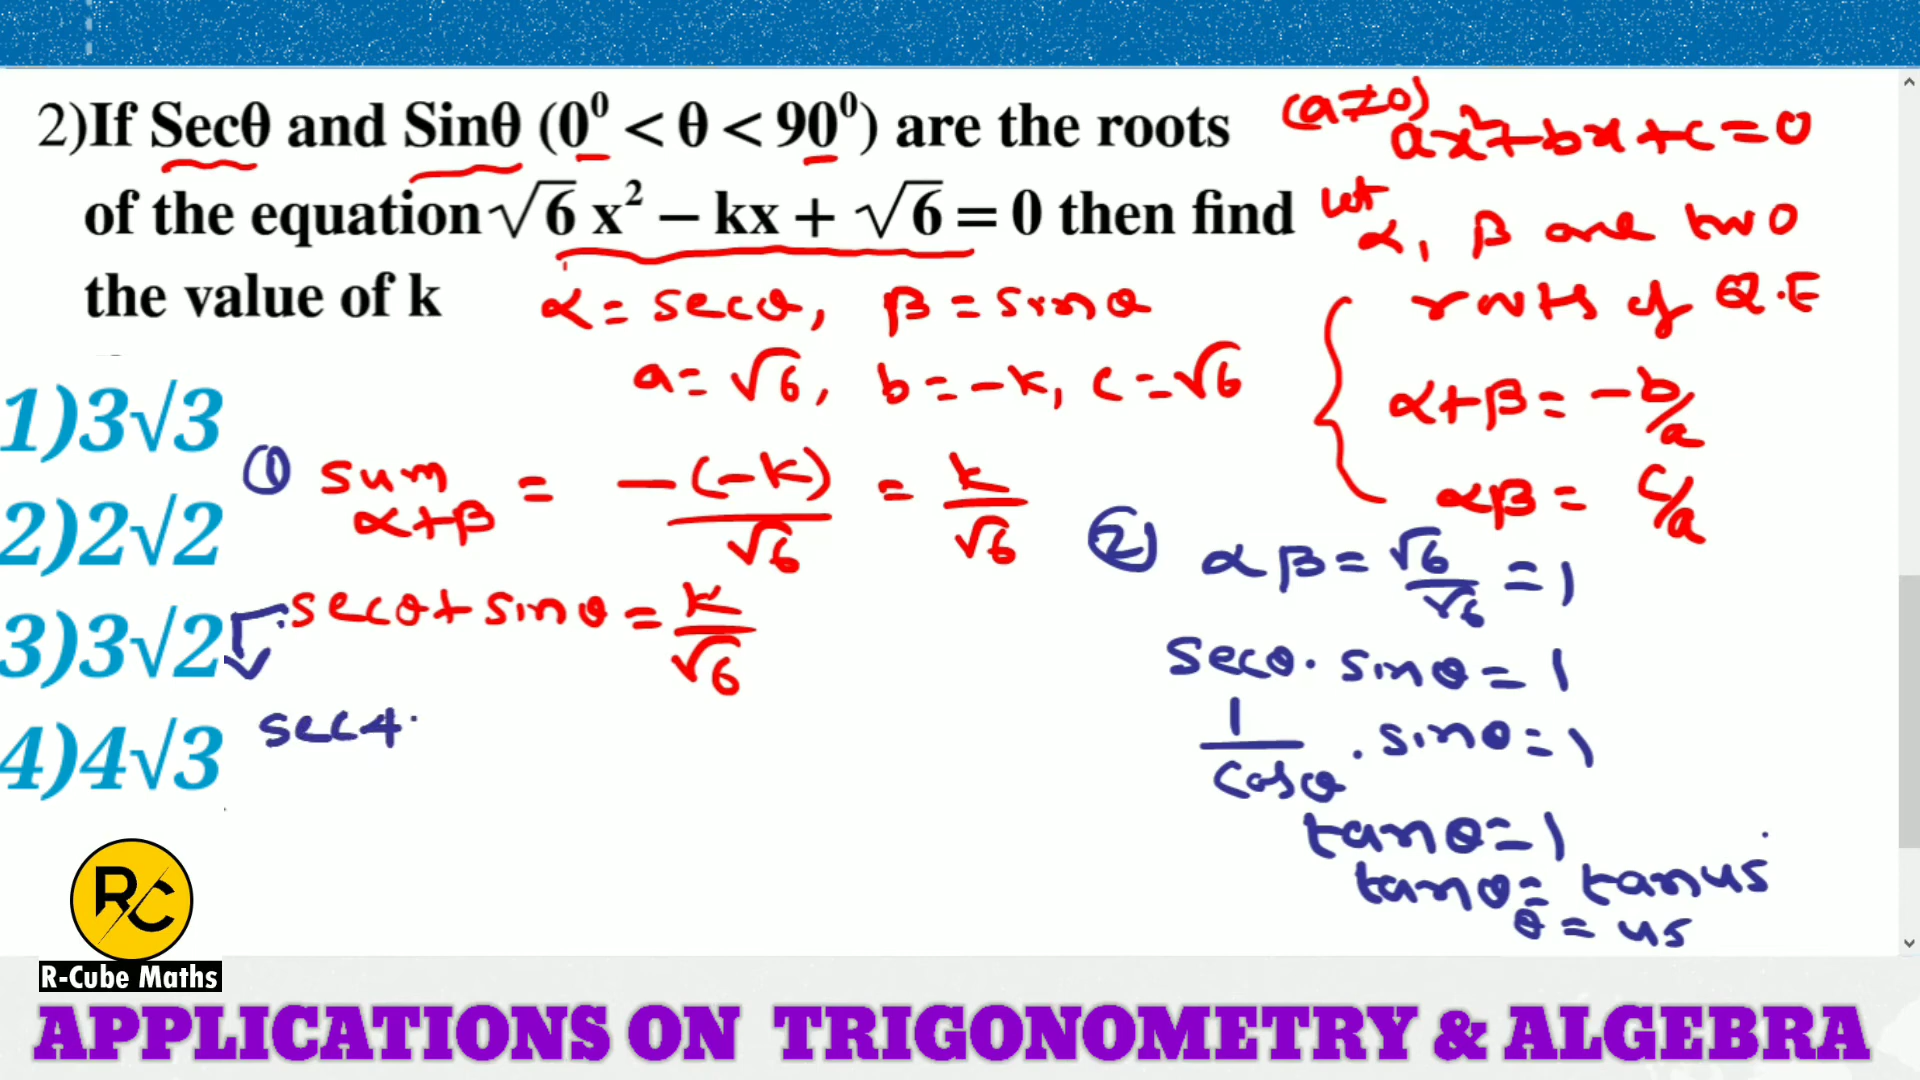 2)If Secθ and Sinθ (0⁰ < θ < 90⁰) are the roots
of the equation √6 x² – kx + √6 = 0 then find
the value of k
(a≠0) ax²+bx+c=0
let α, β are two
roots of Q.E
α+β = -b/a
αβ = c/a
α = secθ, β = sinθ
a = √6, b = -k, c = √6
1)3√3
2)2√2
3)3√2
4)4√3
① sum α+β = -(-k)/√6 = k/√6
secθ + sinθ = k/√6
sec4
② αβ = √6/√6 = 1
secθ · sinθ = 1
1/cosθ · sinθ = 1
tanθ = 1
tanθ = tan45
θ = 45
RC
R-Cube Maths
APPLICATIONS ON TRIGONOMETRY & ALGEBRA